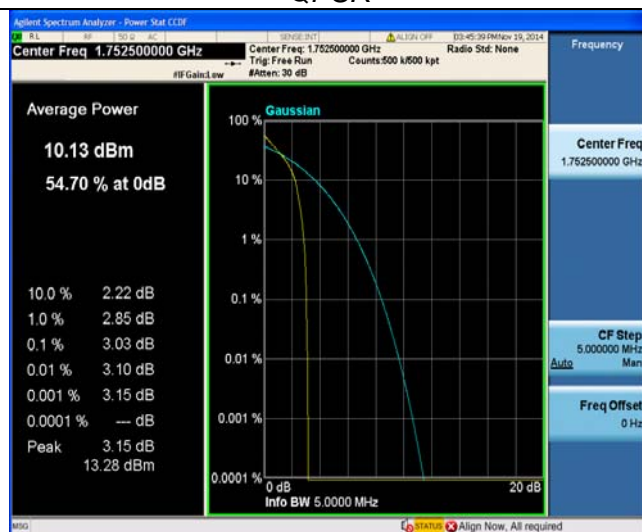 QPSK
Agilent Spectrum Analyzer - Power Stat CCDF
RL RF 50 Ω AC SENSE:INT ALIGN OFF 03:45:39 PM Nov 19, 2014
Center Freq 1.752500000 GHz
Center Freq: 1.752500000 GHz Radio Std: None
Trig: Free Run Counts:500 k/500 kpt
#IFGain:Low #Atten: 30 dB
Frequency
Average Power
10.13 dBm
54.70 % at 0dB
10.0 % 2.22 dB
1.0 % 2.85 dB
0.1 % 3.03 dB
0.01 % 3.10 dB
0.001 % 3.15 dB
0.0001 % --- dB
Peak 3.15 dB
13.28 dBm
Gaussian
100 %
10 %
1 %
0.1 %
0.01 %
0.001 %
0.0001 %
0 dB 20 dB
Info BW 5.0000 MHz
Center Freq
1.752500000 GHz
CF Step
5.000000 MHz
Auto Man
Freq Offset
0 Hz
MSG STATUS Align Now, All required